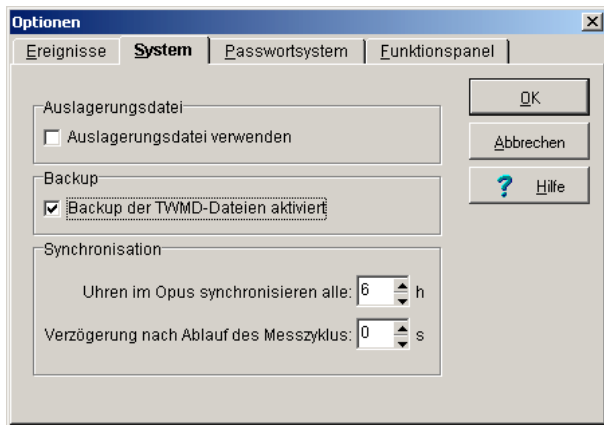 Optionen
Ereignisse System Passwortsystem Funktionspanel
Auslagerungsdatei
Auslagerungsdatei verwenden
Backup
Backup der TWMD-Dateien aktiviert
Synchronisation
Uhren im Opus synchronisieren alle: 6 h
Verzögerung nach Ablauf des Messzyklus: 0 s
OK
Abbrechen
? Hilfe